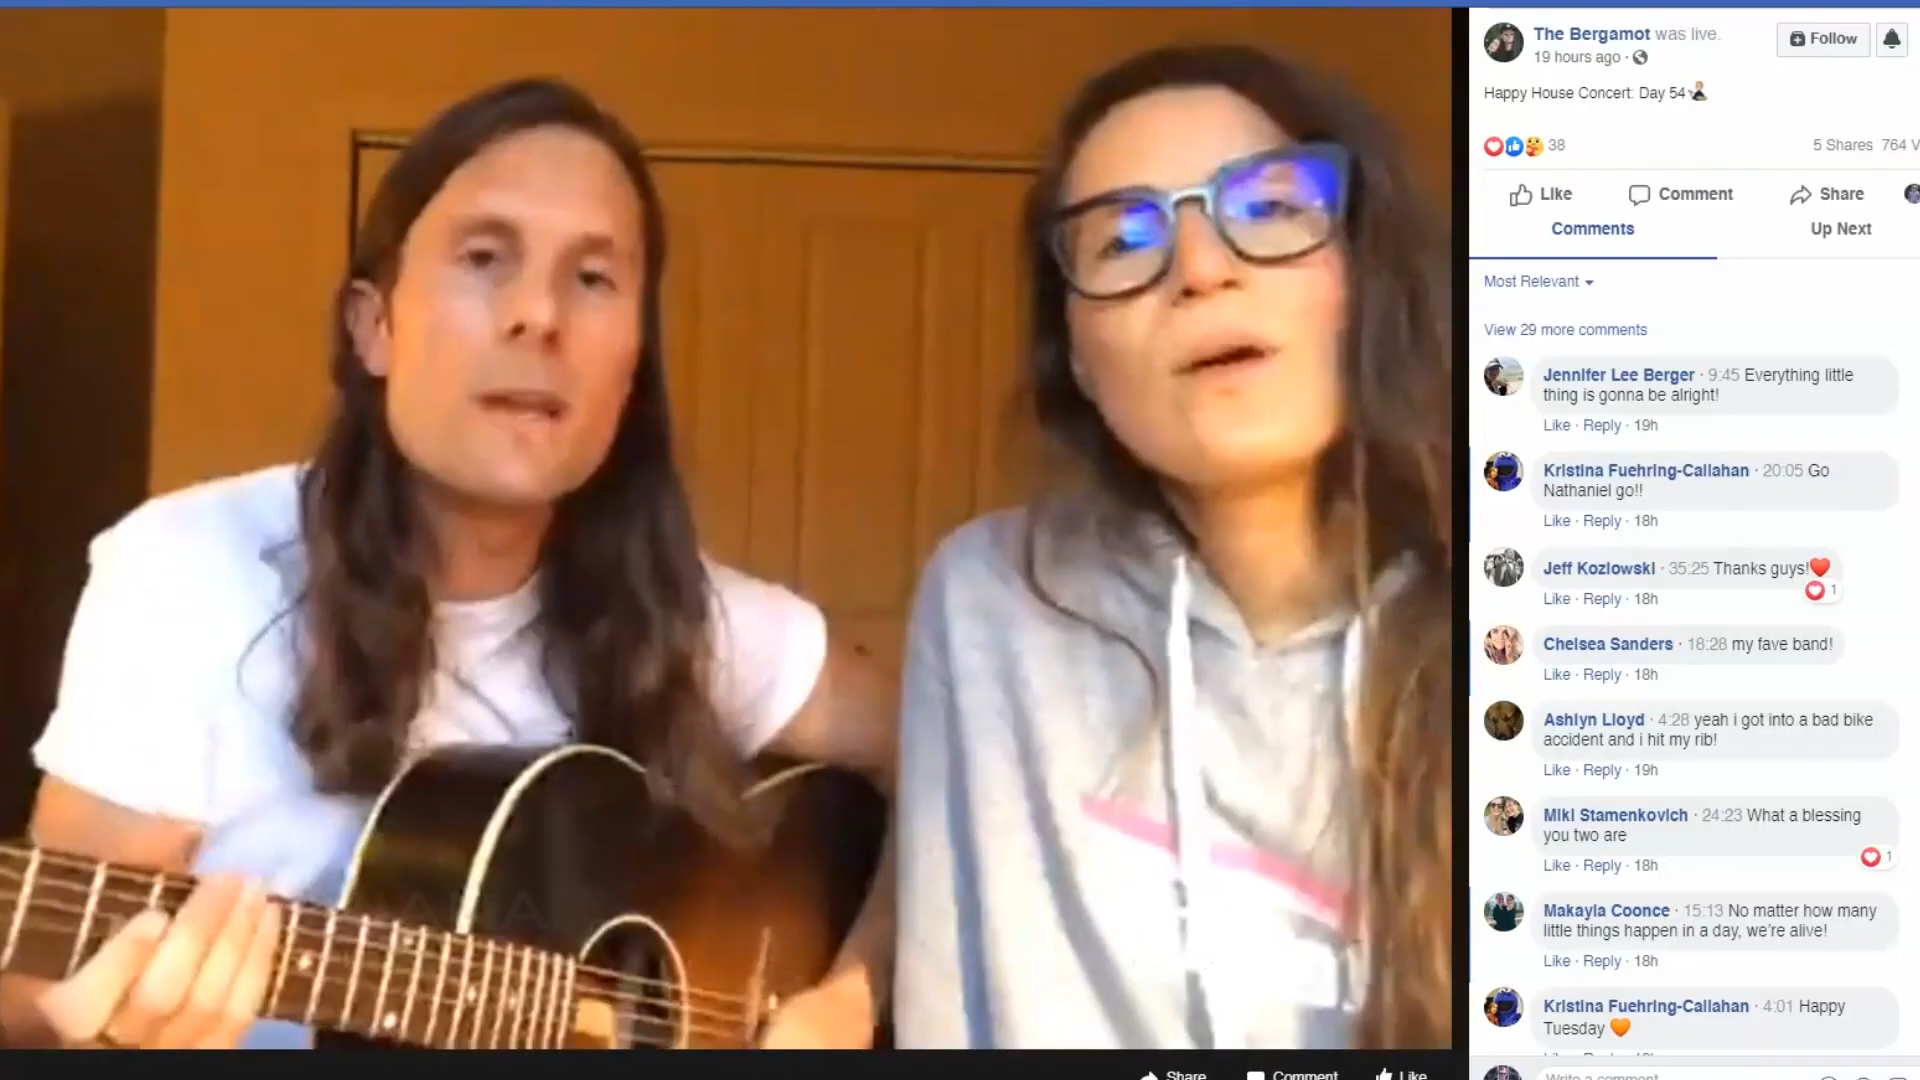 The Bergamot was live.
19 hours ago ·
Follow
Happy House Concert: Day 54
38
5 Shares 764 V
Like Comment Share
Comments Up Next
Most Relevant
View 29 more comments
Jennifer Lee Berger · 9:45 Everything little
thing is gonna be alright!
Like · Reply · 19h
Kristina Fuehring-Callahan · 20:05 Go
Nathaniel go!!
Like · Reply · 18h
Jeff Kozlowski · 35:25 Thanks guys!❤️
1
Like · Reply · 18h
Chelsea Sanders · 18:28 my fave band!
Like · Reply · 18h
Ashlyn Lloyd · 4:28 yeah i got into a bad bike
accident and i hit my rib!
Like · Reply · 19h
Miki Stamenkovich · 24:23 What a blessing
you two are
1
Like · Reply · 18h
Makayla Coonce · 15:13 No matter how many
little things happen in a day, we're alive!
Like · Reply · 18h
Kristina Fuehring-Callahan · 4:01 Happy
Tuesday 🧡
Write a comment
Share Comment Like